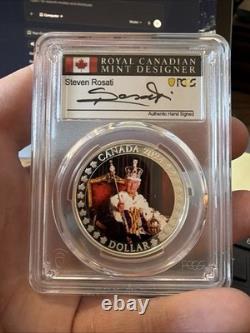 ROYAL CANADIAN
MINT DESIGNER
Steven Rosati
PCGS
Authentic Hand Signed
CANADA
DOLLAR